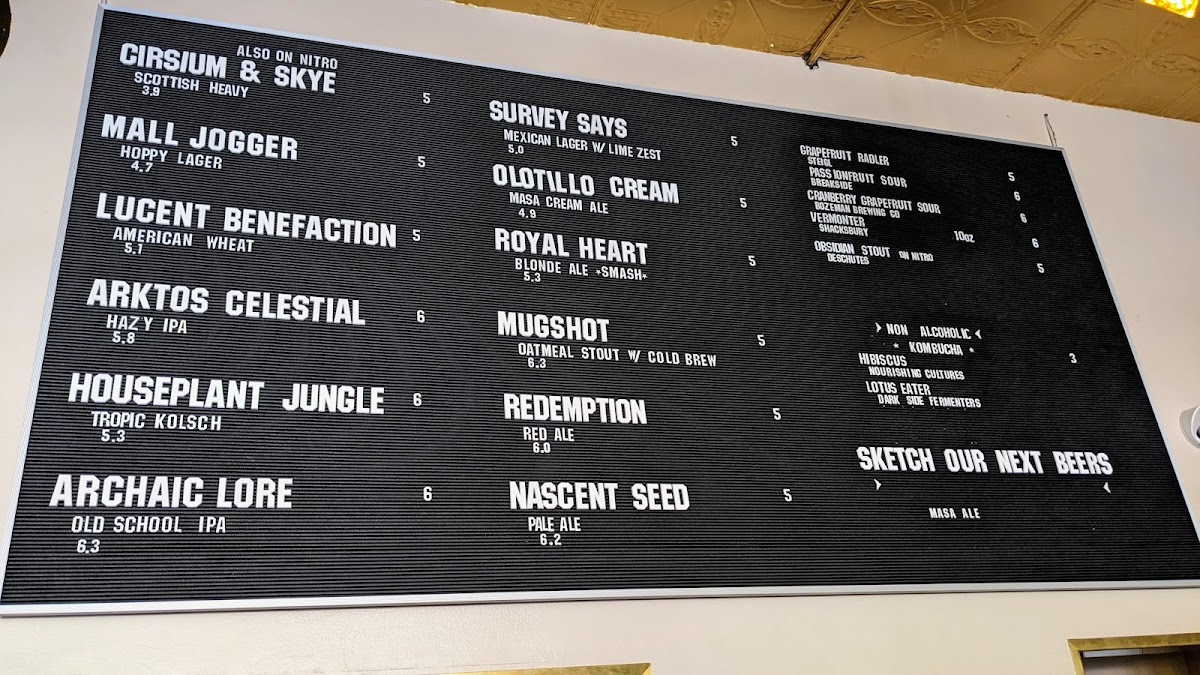 ALSO ON NITRO
CIRSIUM & SKYE 5
SCOTTISH HEAVY
3.9
MALL JOGGER 5
HOPPY LAGER
4.7
LUCENT BENEFACTION 5
AMERICAN WHEAT
5.1
ARKTOS CELESTIAL 6
HAZY IPA
5.8
HOUSEPLANT JUNGLE 6
TROPIC KOLSCH
5.3
ARCHAIC LORE 6
OLD SCHOOL IPA
6.3
SURVEY SAYS 5
MEXICAN LAGER W/ LIME ZEST
5.0
OLOTILLO CREAM 5
MASA CREAM ALE
4.9
ROYAL HEART 5
BLONDE ALE *SMASH*
5.3
MUGSHOT 5
OATMEAL STOUT W/ COLD BREW
6.3
REDEMPTION 5
RED ALE
6.0
NASCENT SEED 5
PALE ALE
6.2
GRAPEFRUIT RADLER 5
STEIGL
PASSIONFRUIT SOUR 6
BREAKSIDE
CRANBERRY GRAPEFRUIT SOUR 6
BOZEMAN BREWING CO
VERMONTER 10OZ 6
SHACKSBURY
OBSIDIAN STOUT ON NITRO 5
DESCHUTES
NON ALCOHOLIC
* KOMBUCHA * 3
HIBISCUS
NOURISHING CULTURES
LOTUS EATER
DARK SIDE FERMENTERS
SKETCH OUR NEXT BEERS
MASA ALE